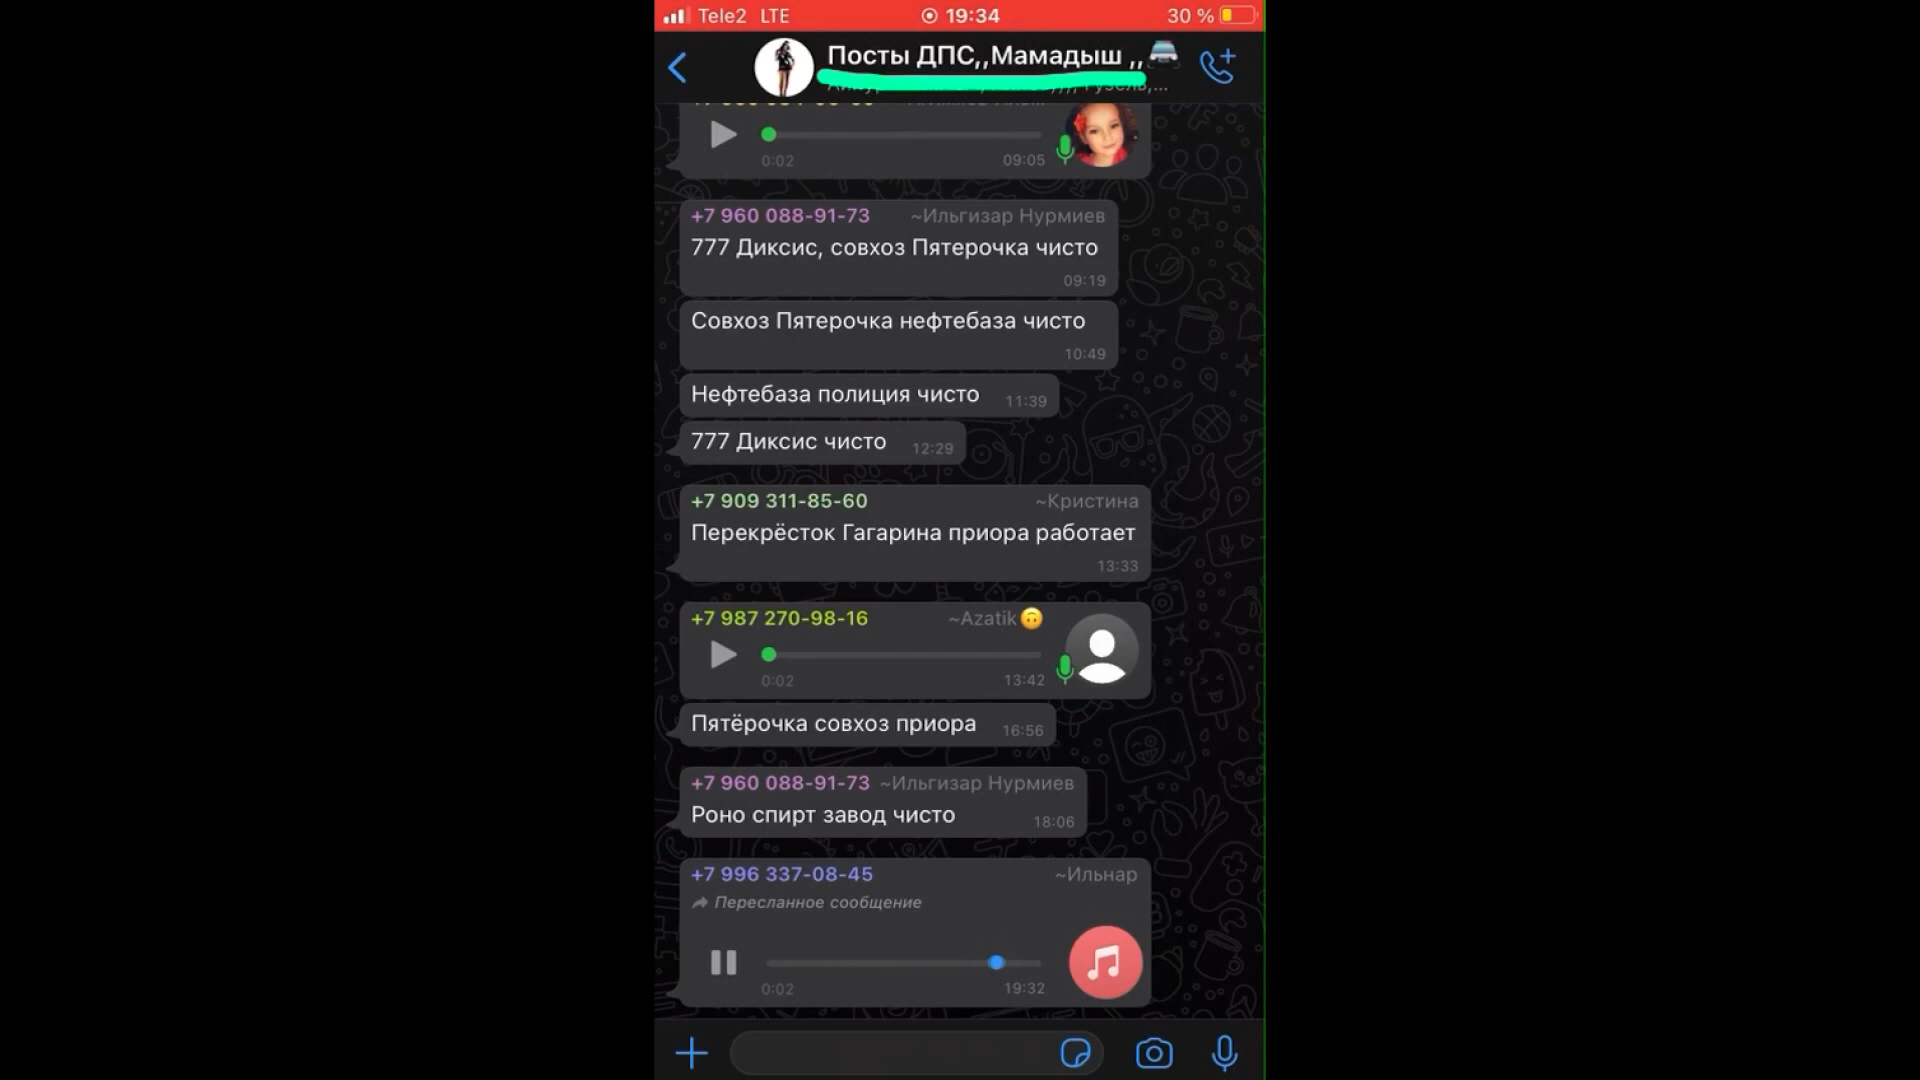 Tele2 LTE 19:34 30 %
Посты ДПС,,Мамадыш ,,
0:02 09:05
+7 960 088-91-73 ~Ильгизар Нурмиев
777 Диксис, совхоз Пятерочка чисто
09:19
Совхоз Пятерочка нефтебаза чисто
10:49
Нефтебаза полиция чисто 11:39
777 Диксис чисто 12:29
+7 909 311-85-60 ~Кристина
Перекрёсток Гагарина приора работает
13:33
+7 987 270-98-16 ~Azatik🙃
0:02 13:42
Пятёрочка совхоз приора 16:56
+7 960 088-91-73 ~Ильгизар Нурмиев
Роно спирт завод чисто 18:06
+7 996 337-08-45 ~Ильнар
Пересланное сообщение
0:02 19:32